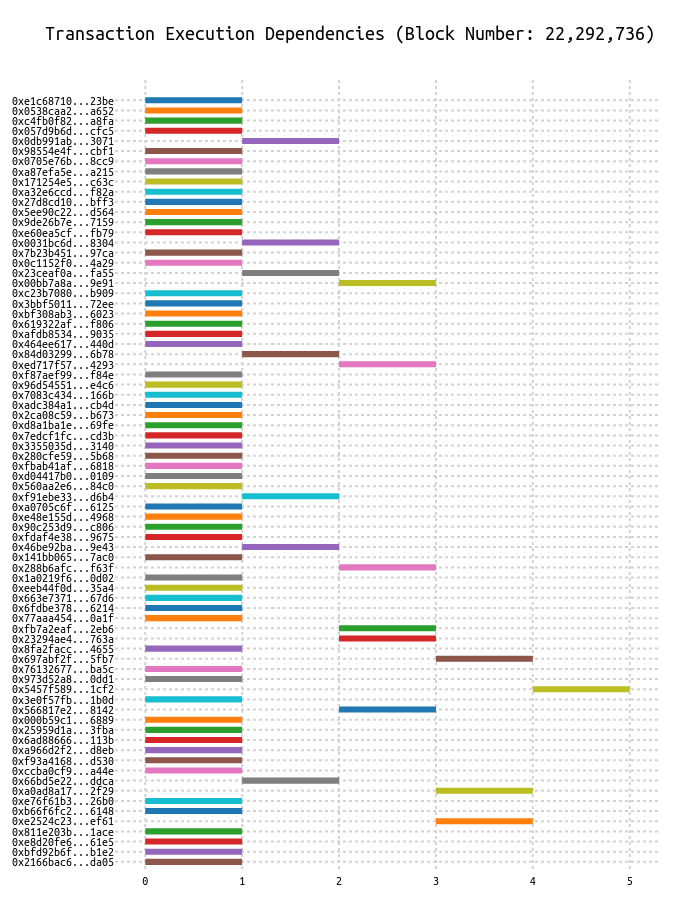 Transaction Execution Dependencies (Block Number: 22,292,736)
0xe1c68710...23be
0x0538caa2...a652
0xc4fb0f82...a8fa
0x057d9b6d...cfc5
0x0db991ab...3071
0x98554e4f...cbf1
0x0705e76b...8cc9
0xa87efa5e...a215
0x171254e5...c63c
0xa32e6ccd...f82a
0x27d8cd10...bff3
0x5ee90c22...d564
0x9de26b7e...7159
0xe60ea5cf...fb79
0x0031bc6d...8304
0x7b23b451...97ca
0x0c1152f0...4a29
0x23ceaf0a...fa55
0x00bb7a8a...9e91
0xc23b7080...b909
0x3bbf5011...72ee
0xbf308ab3...6023
0x619322af...f806
0xafdb8534...9035
0x464ee617...440d
0x84d03299...6b78
0xed717f57...4293
0xf87aef99...f84e
0x96d54551...e4c6
0x7083c434...166b
0xadc384a1...cb4d
0x2ca08c59...b673
0xd8a1ba1e...69fe
0x7edcf1fc...cd3b
0x3355035d...3140
0x280cfe59...5b68
0xfbab41af...6818
0xd04417b0...0109
0x560aa2e6...84c0
0xf91ebe33...d6b4
0xa0705c6f...6125
0xe48e155d...4968
0x90c253d9...c806
0xfdaf4e38...9675
0x46be92ba...9e43
0x141bb065...7ac0
0x288b6afc...f63f
0x1a0219f6...0d02
0xeeb44f0d...35a4
0x663e7371...67d6
0x6fdbe378...6214
0x77aaa454...0a1f
0xfb7a2eaf...2eb6
0x23294ae4...763a
0x8fa2facc...4655
0x697abf2f...5fb7
0x76132677...ba5c
0x973d52a8...0dd1
0x5457f589...1cf2
0x3e0f57fb...1b0d
0x566817e2...8142
0x000b59c1...6889
0x25959d1a...3fba
0x6ad88666...113b
0xa966d2f2...d8eb
0xf93a4168...d530
0xccba0cf9...a44e
0x66bd5e22...ddca
0xa0ad8a17...2f29
0xe76f61b3...26b0
0xb66f6fc2...6148
0xe2524c23...ef61
0x811e203b...1ace
0xe8d20fe6...61e5
0xbfd92b6f...b1e2
0x2166bac6...da05
0 1 2 3 4 5